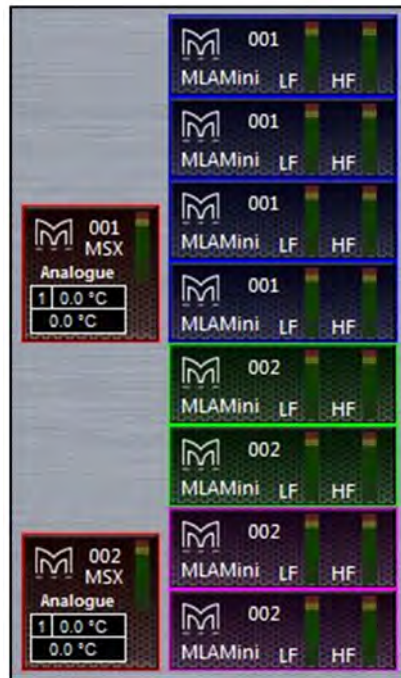 001
MLAMini LF HF
001
MLAMini LF HF
001
MLAMini LF HF
001
MLAMini LF HF
002
MLAMini LF HF
002
MLAMini LF HF
002
MLAMini LF HF
002
MLAMini LF HF
001
MSX
Analogue
1 0.0 °C
0.0 °C
002
MSX
Analogue
1 0.0 °C
0.0 °C